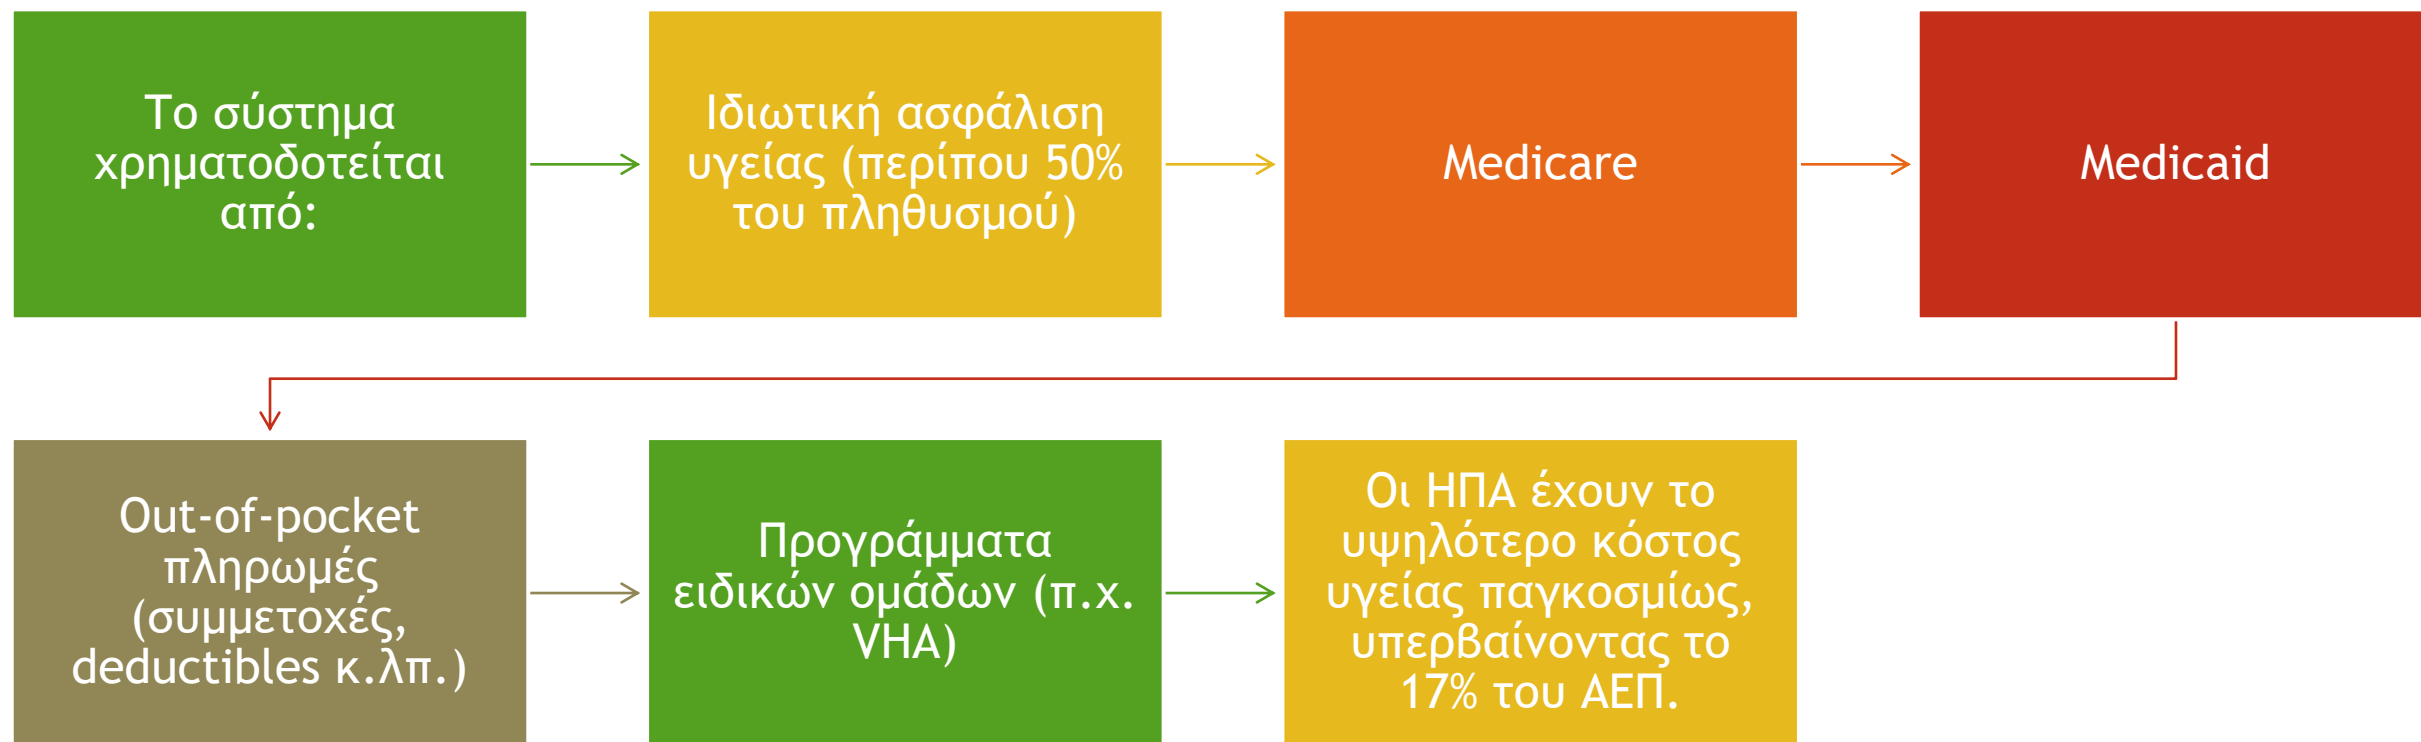 Το σύστημα
χρηματοδοτείται
από:
Ιδιωτική ασφάλιση
υγείας (περίπου 50%
του πληθυσμού)
Medicare
Medicaid
Out-of-pocket
πληρωμές
(συμμετοχές,
deductibles κ.λπ.)
Προγράμματα
ειδικών ομάδων (π.χ.
VHA)
Οι ΗΠΑ έχουν το
υψηλότερο κόστος
υγείας παγκοσμίως,
υπερβαίνοντας το
17% του ΑΕΠ.